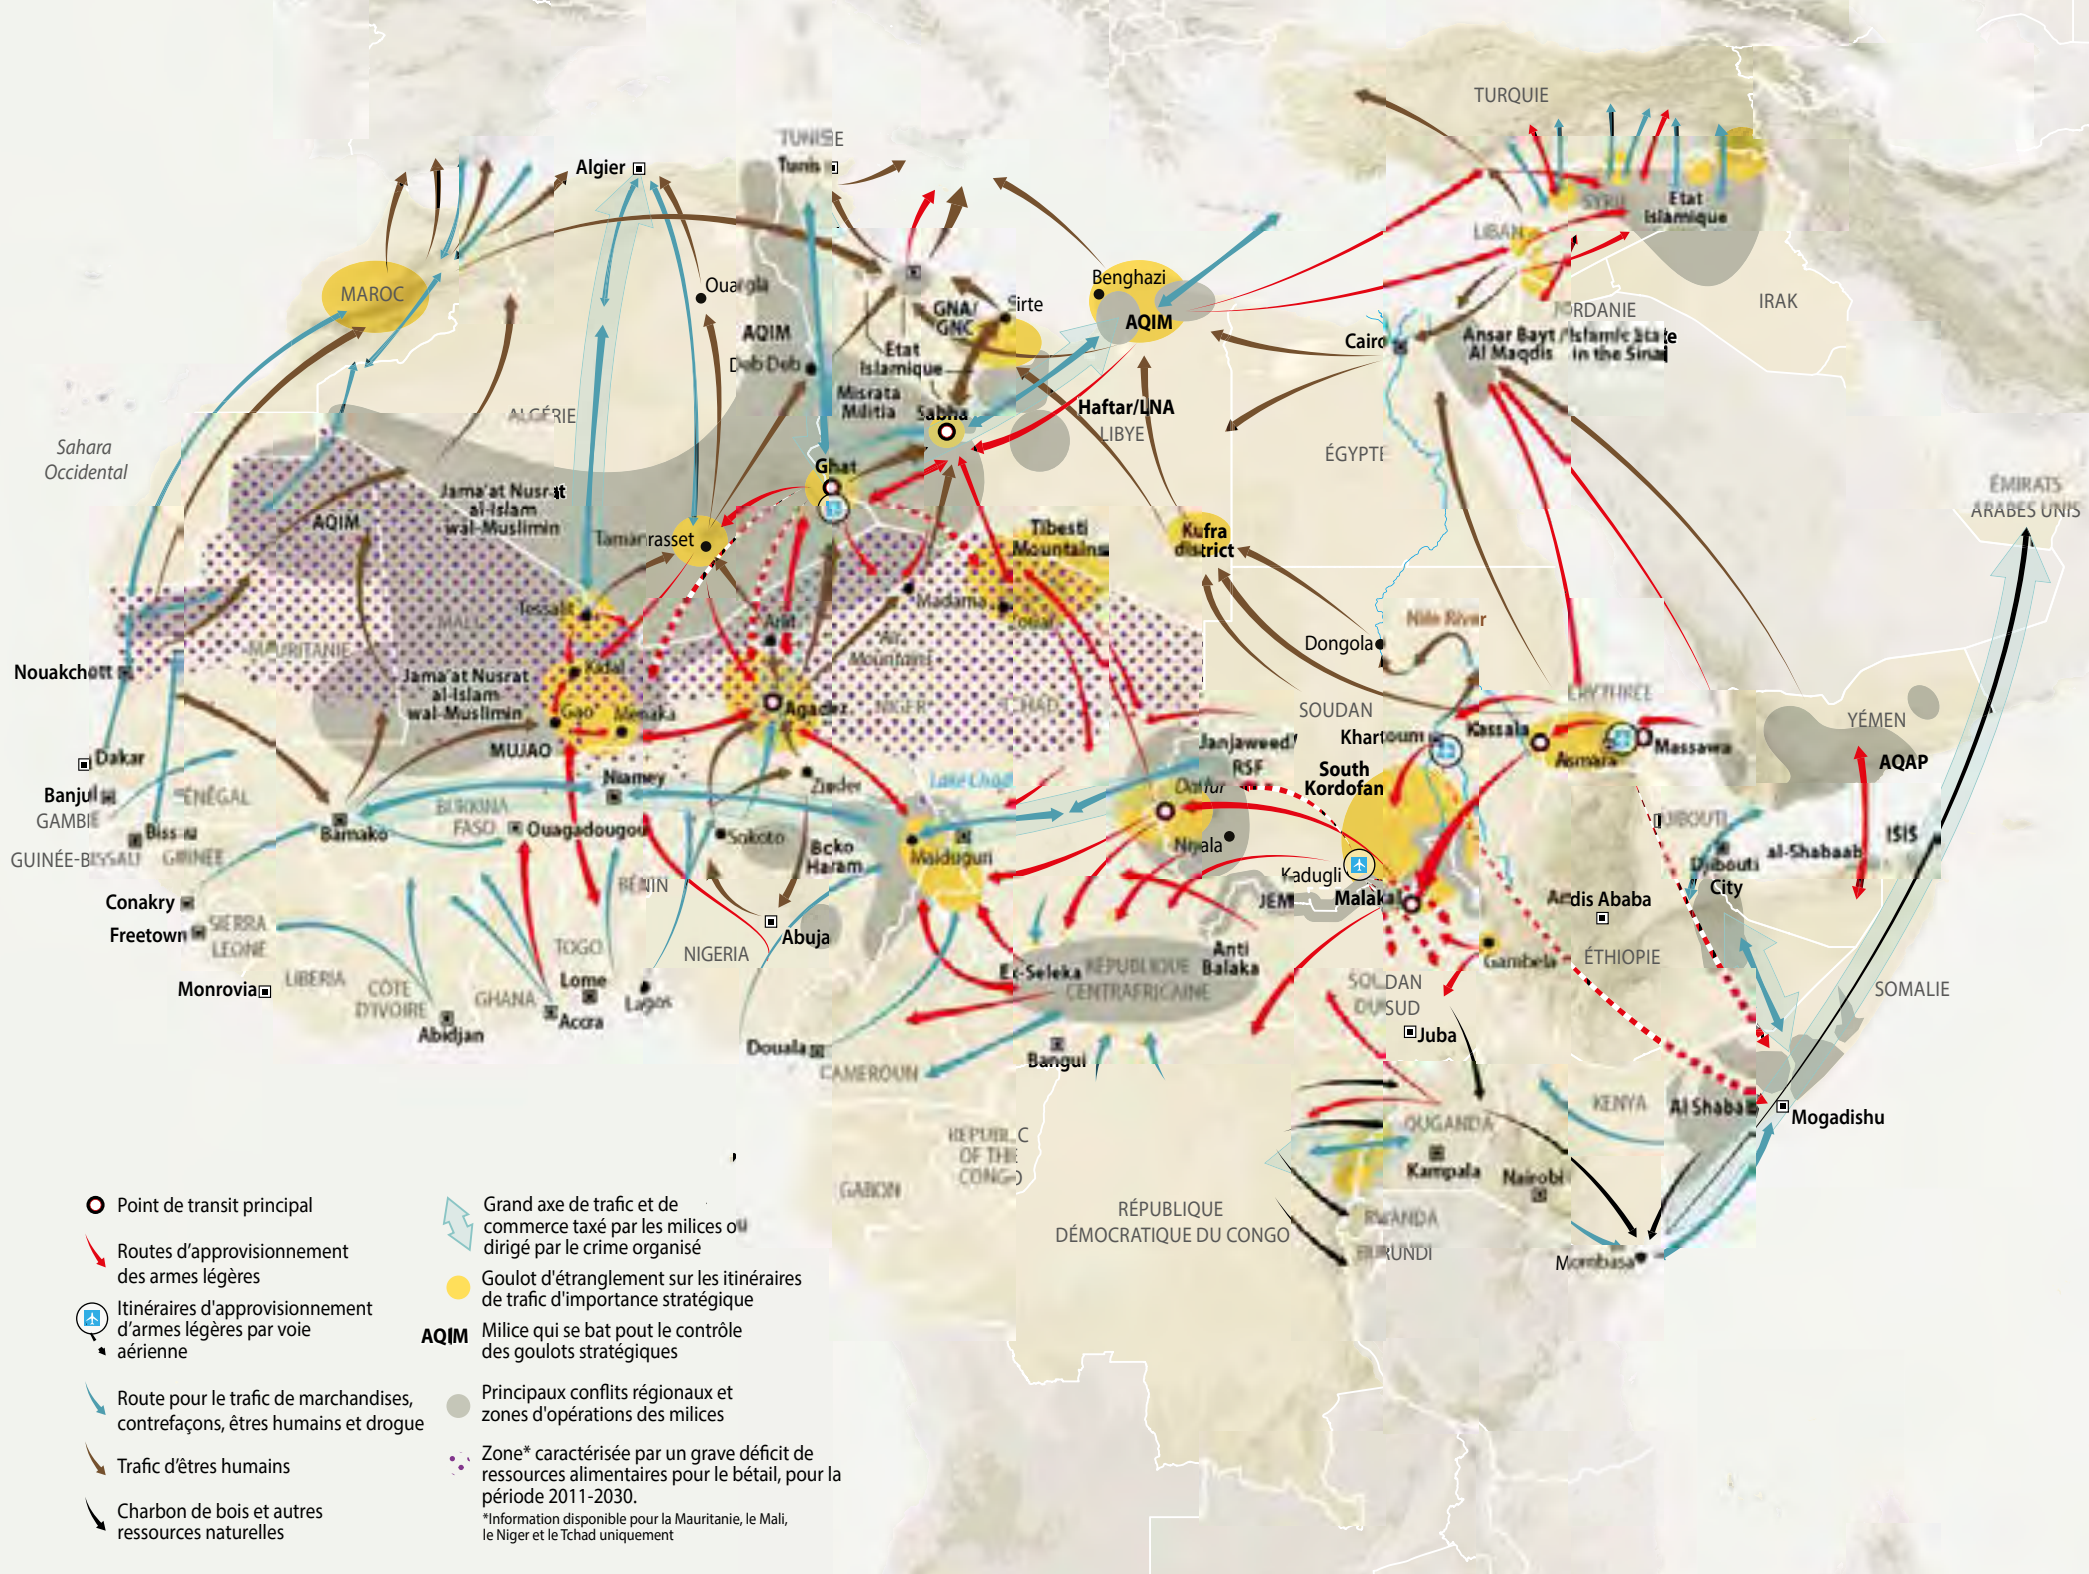 TURQUIE
TUNISIE
Tunis
Algier
SYRIE
Etat
Islamique
LIBAN
MAROC
Ouargla
Benghazi
IRAK
JORDANIE
GNA/
GNC
Sirte
AQIM
AQIM
Cairo
Ansar Bayt /Islamic State
Al Maqdis in the Sinai
Etat
Islamique
Deb Deb
Misrata
Militia
Sabha
Haftar/LNA
LIBYE
ALGÉRIE
Sahara
Occidental
ÉGYPTE
Ghat
ÉMIRATS
ARABES UNIS
Jama'at Nusrat
al-Islam
wal-Muslimin
AQIM
Tamanrasset
Tibesti
Mountains
Kufra
district
Tessalit
Madama
Zouar
MALI
Arlit
Nile River
MAURITANIE
Air
Mountains
Dongola
Nouakchott
Kidal
Jama'at Nusrat
al-Islam
wal-Muslimin
Gao
Menaka
Agadez
NIGER
TCHAD
SOUDAN
ERYTHRÉE
YÉMEN
MUJAO
Janjaweed/
RSF
Khartoum
Kassala
Massawa
Asmara
AQAP
Dakar
Niamey
Zinder
Lake Chad
Darfur
South
Kordofan
Banjul
GAMBIE
SÉNÉGAL
BURKINA
FASO
Bamako
Ouagadougou
Sokoto
Boko
Haram
Maiduguri
Nyala
DJIBOUTI
Djibouti
City
al-Shabaab
ISIS
Bissau
GUINÉE-BISSAU
GUINÉE
BÉNIN
Kadugli
JEM
Malakal
Addis Ababa
Conakry
Freetown
SIERRA
LEONE
TOGO
NIGERIA
Abuja
Anti
Balaka
Ex-Seleka
RÉPUBLIQUE
CENTRAFRICAINE
Gambela
ÉTHIOPIE
Monrovia
LIBERIA
CÔTE
D'IVOIRE
GHANA
Lome
Lagos
Accra
Abidjan
SOUDAN
DU SUD
SOMALIE
Juba
Douala
CAMEROUN
Bangui
KENYA
Al Shabab
Mogadishu
OUGANDA
Kampala
Nairobi
REPUBLIC
OF THE
CONGO
GABON
RÉPUBLIQUE
DÉMOCRATIQUE DU CONGO
RWANDA
BURUNDI
Mombasa
Point de transit principal
Routes d'approvisionnement
des armes légères
Itinéraires d'approvisionnement
d'armes légères par voie
aérienne
Route pour le trafic de marchandises,
contrefaçons, êtres humains et drogue
Trafic d'êtres humains
Charbon de bois et autres
ressources naturelles
Grand axe de trafic et de
commerce taxé par les milices ou
dirigé par le crime organisé
Goulot d'étranglement sur les itinéraires
de trafic d'importance stratégique
AQIM Milice qui se bat pout le contrôle
des goulots stratégiques
Principaux conflits régionaux et
zones d'opérations des milices
Zone* caractérisée par un grave déficit de
ressources alimentaires pour le bétail, pour la
période 2011-2030.
*Information disponible pour la Mauritanie, le Mali,
le Niger et le Tchad uniquement